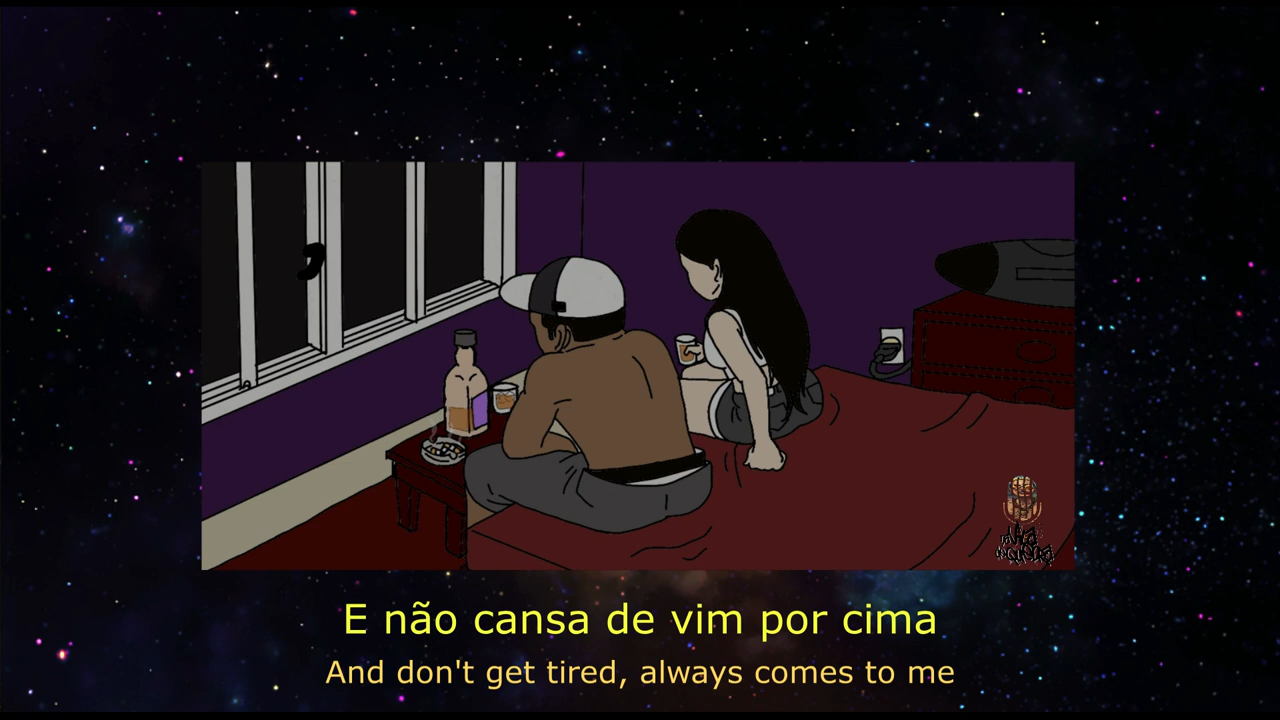 E não cansa de vim por cima
And don't get tired, always comes to me